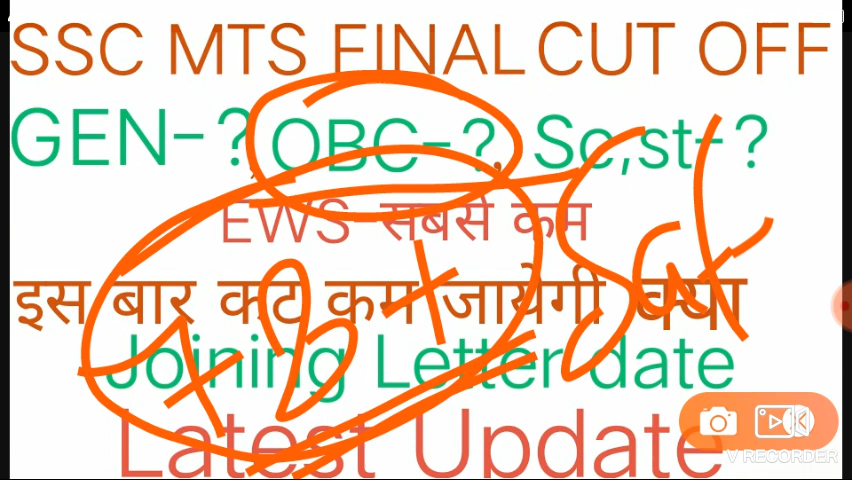 SSC MTS FINAL CUT OFF
GEN-?, OBC-?, Sc,st-?
EWS सबसे कम
इस बार कट कम जायेगी क्या
Joining Letter date
Latest Update
V RECORDER